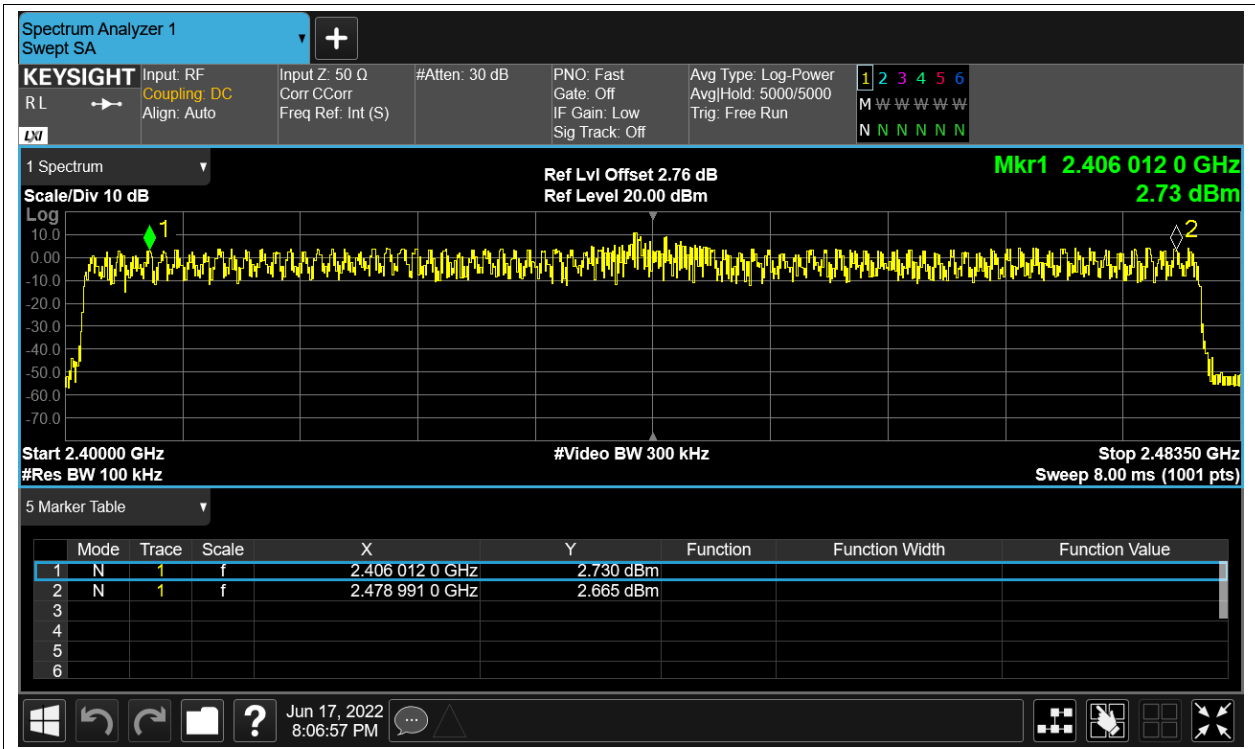 Spectrum Analyzer 1
Swept SA
KEYSIGHT Input: RF Input Z: 50 Ω #Atten: 30 dB PNO: Fast Avg Type: Log-Power 1 2 3 4 5 6
R L Coupling: DC Corr CCorr Gate: Off Avg|Hold: 5000/5000 M W W W W W
Align: Auto Freq Ref: Int (S) IF Gain: Low Trig: Free Run
LXI Sig Track: Off N N N N N N
1 Spectrum Ref Lvl Offset 2.76 dB Mkr1 2.406 012 0 GHz
Scale/Div 10 dB Ref Level 20.00 dBm 2.73 dBm
Log
10.0 1 2
0.00
-10.0
-20.0
-30.0
-40.0
-50.0
-60.0
-70.0
Start 2.40000 GHz #Video BW 300 kHz Stop 2.48350 GHz
#Res BW 100 kHz Sweep 8.00 ms (1001 pts)
5 Marker Table
Mode Trace Scale X Y Function Function Width Function Value
1 N 1 f 2.406 012 0 GHz 2.730 dBm
2 N 1 f 2.478 991 0 GHz 2.665 dBm
3
4
5
6
? Jun 17, 2022
8:06:57 PM